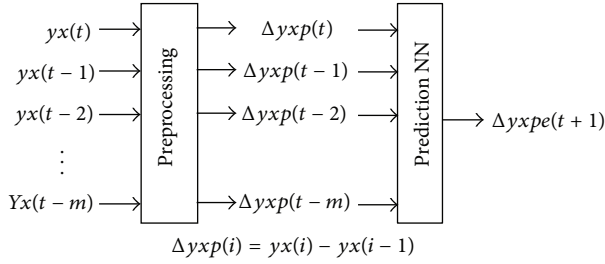 yx(t) Δyxp(t)
yx(t − 1) Δyxp(t − 1)
yx(t − 2) Δyxp(t − 2)
⋮
Yx(t − m) Δyxp(t − m)
Preprocessing
Prediction NN
Δyxpe(t + 1)
Δyxp(i) = yx(i) − yx(i − 1)